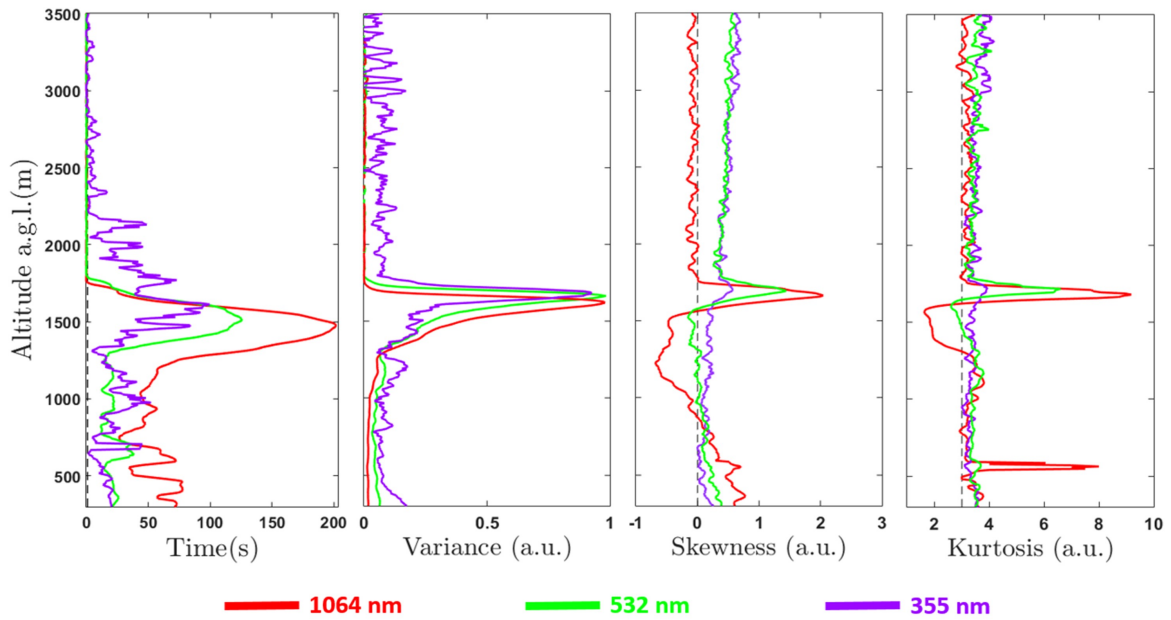 3500
3000
2500
2000
1500
1000
500
Altitude a.g.l.(m)
0 50 100 150 200
Time(s)
0 0.5 1
Variance (a.u.)
-1 0 1 2 3
Skewness (a.u.)
2 4 6 8 10
Kurtosis (a.u.)
1064 nm 532 nm 355 nm